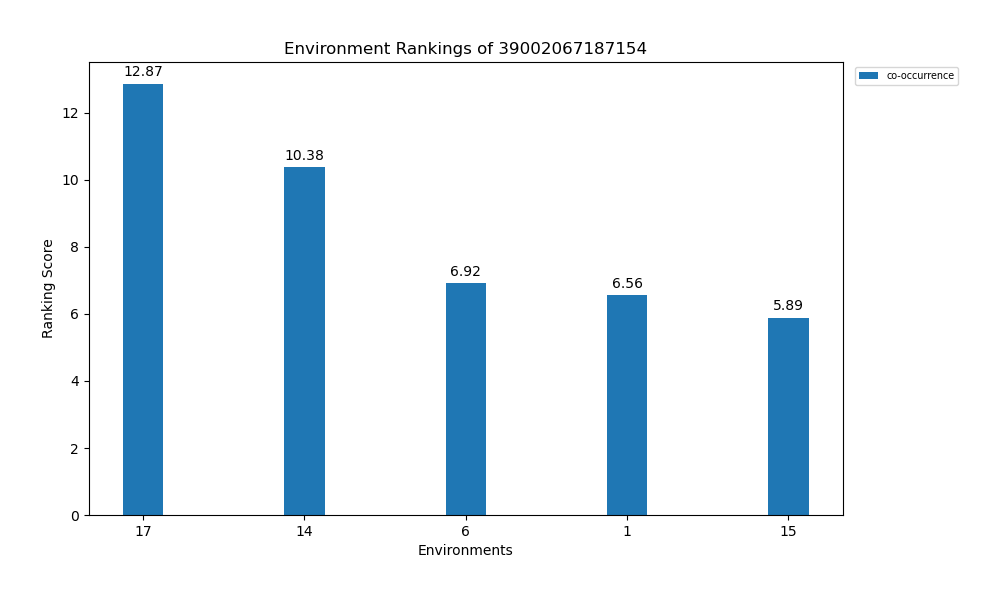 Environment Rankings of 39002067187154
co-occurrence
12.87
10.38
6.92
6.56
5.89
12
10
8
6
4
2
0
Ranking Score
17 14 6 1 15
Environments